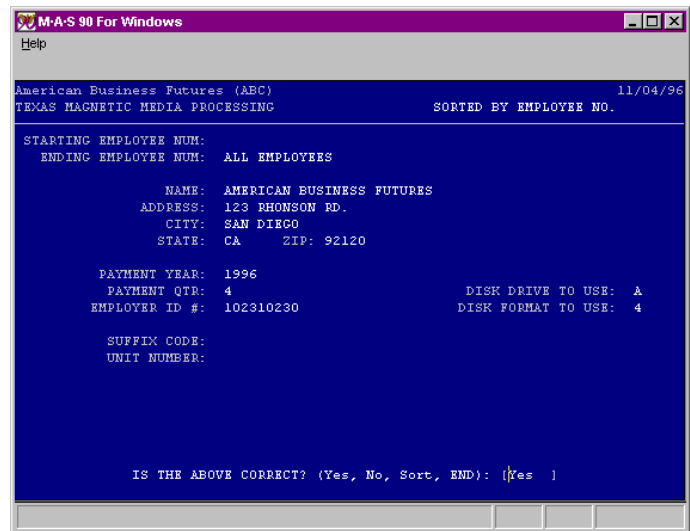 M·A·S 90 For Windows
Help
American Business Futures (ABC) 11/04/96
TEXAS MAGNETIC MEDIA PROCESSING SORTED BY EMPLOYEE NO.
STARTING EMPLOYEE NUM:
ENDING EMPLOYEE NUM: ALL EMPLOYEES
NAME: AMERICAN BUSINESS FUTURES
ADDRESS: 123 RHONSON RD.
CITY: SAN DIEGO
STATE: CA ZIP: 92120
PAYMENT YEAR: 1996
PAYMENT QTR: 4 DISK DRIVE TO USE: A
EMPLOYER ID #: 102310230 DISK FORMAT TO USE: 4
SUFFIX CODE:
UNIT NUMBER:
IS THE ABOVE CORRECT? (Yes, No, Sort, END): [Yes ]